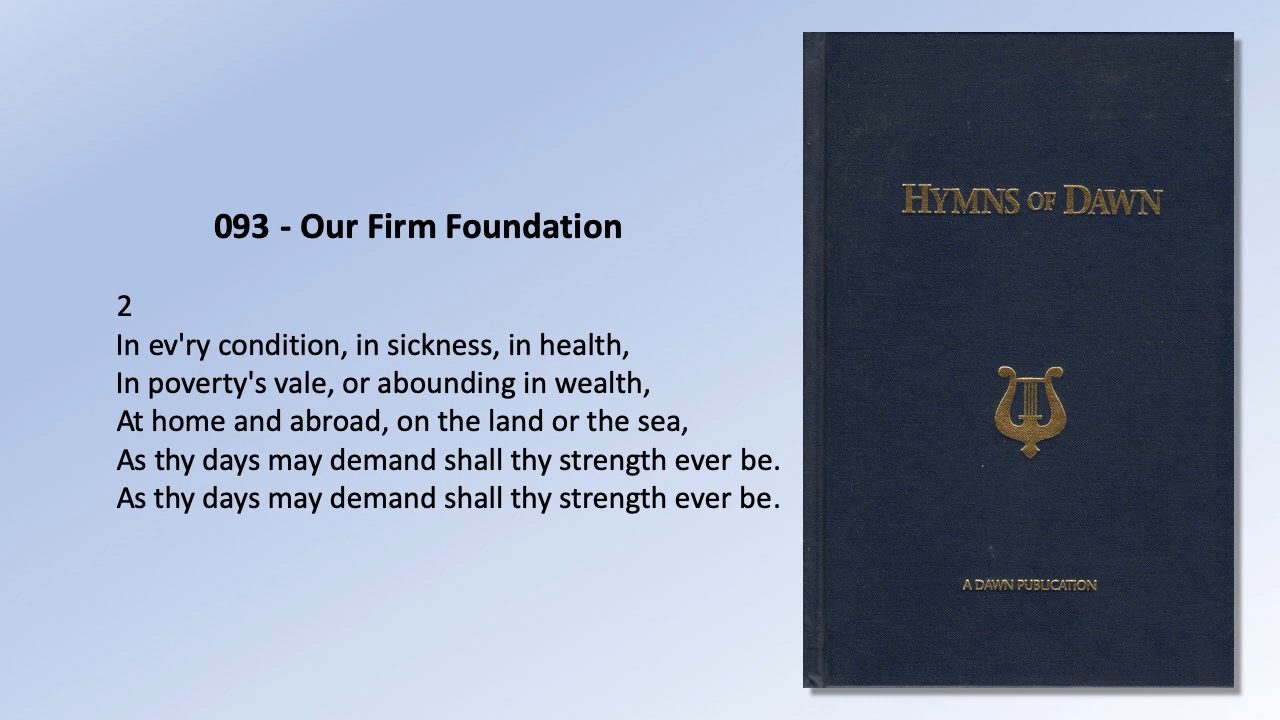 093 - Our Firm Foundation
2
In ev'ry condition, in sickness, in health,
In poverty's vale, or abounding in wealth,
At home and abroad, on the land or the sea,
As thy days may demand shall thy strength ever be.
As thy days may demand shall thy strength ever be.
HYMNS OF DAWN
A DAWN PUBLICATION